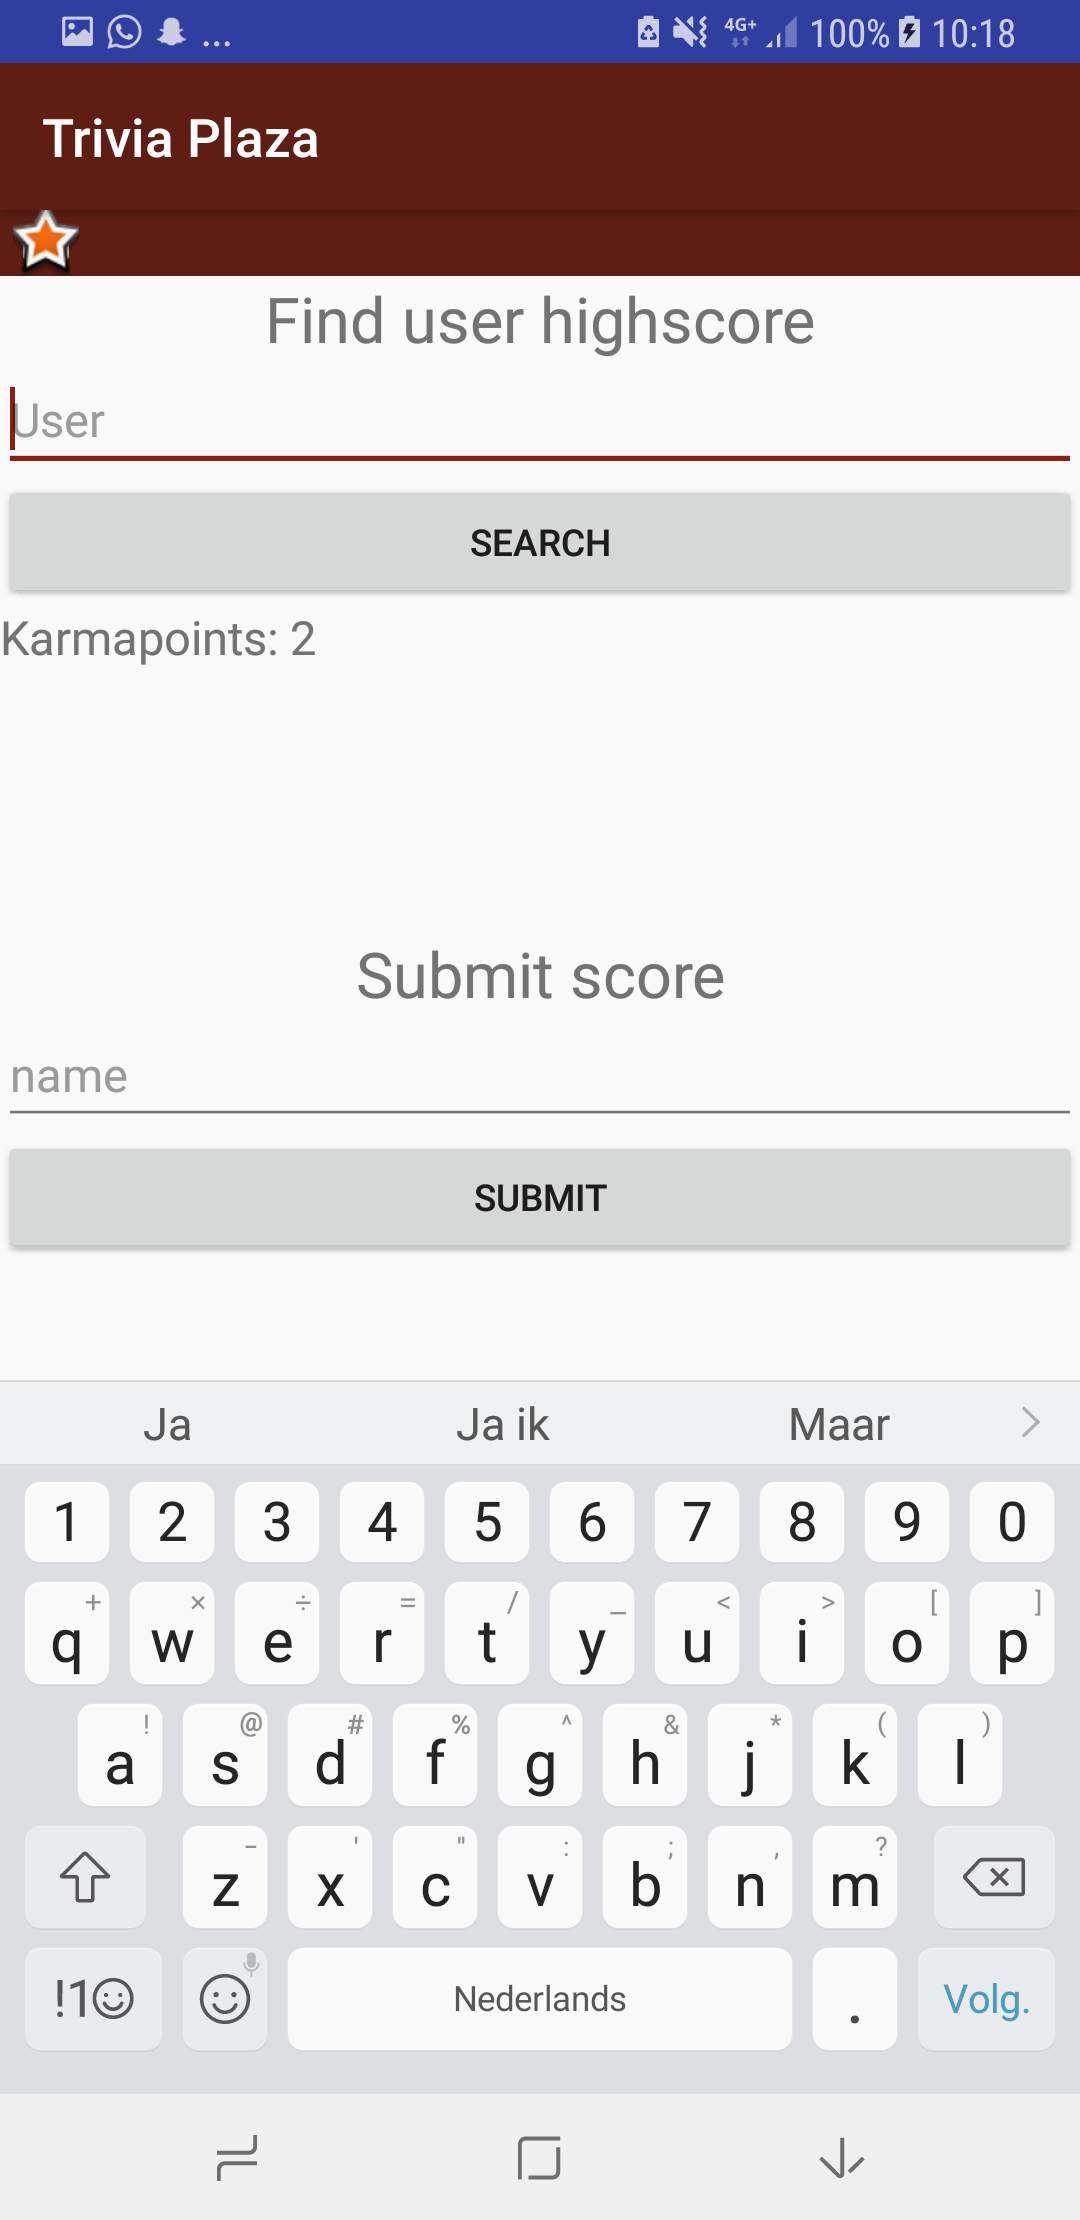 ... 4G+ 100% 10:18
Trivia Plaza
Find user highscore
User
SEARCH
Karmapoints: 2
Submit score
name
SUBMIT
Ja Ja ik Maar
1 2 3 4 5 6 7 8 9 0
+ × ÷ = / _ < > [ ]
q w e r t y u i o p
! @ # % ^ & * ( )
a s d f g h j k l
- ' " : ; , ?
z x c v b n m
!1☺ Nederlands . Volg.